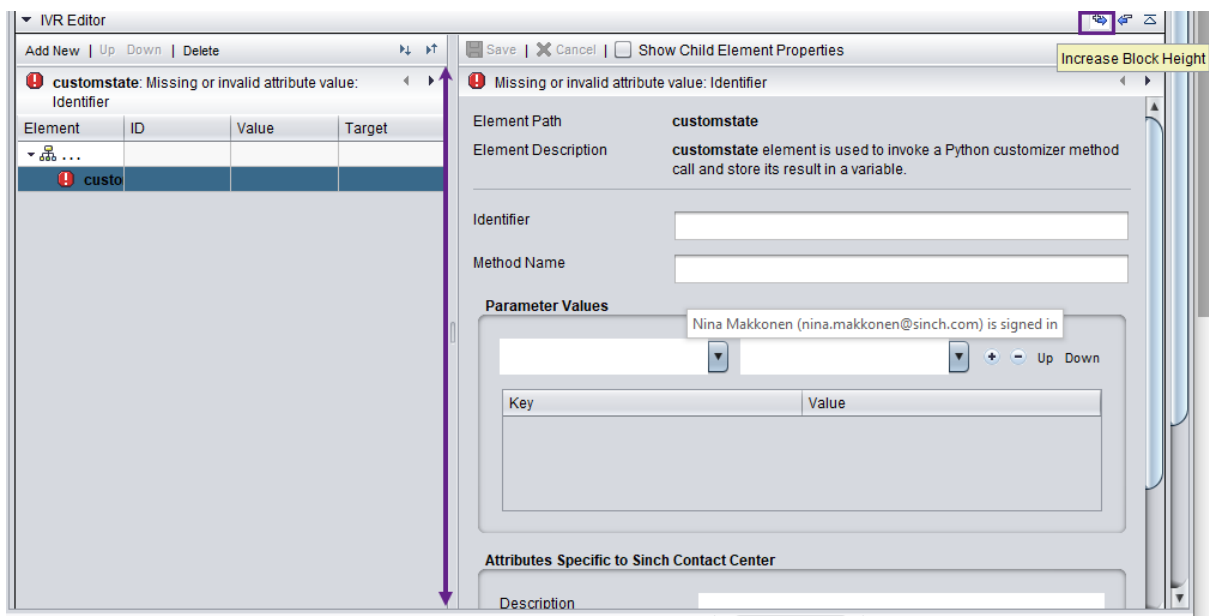 IVR Editor
Add New | Up Down | Delete
Save | Cancel | Show Child Element Properties
Increase Block Height
customstate: Missing or invalid attribute value:
Identifier
Missing or invalid attribute value: Identifier
Element ID Value Target
...
custo
Element Path customstate
Element Description customstate element is used to invoke a Python customizer method
call and store its result in a variable.
Identifier
Method Name
Parameter Values
Nina Makkonen (nina.makkonen@sinch.com) is signed in
Up Down
Key Value
Attributes Specific to Sinch Contact Center
Description